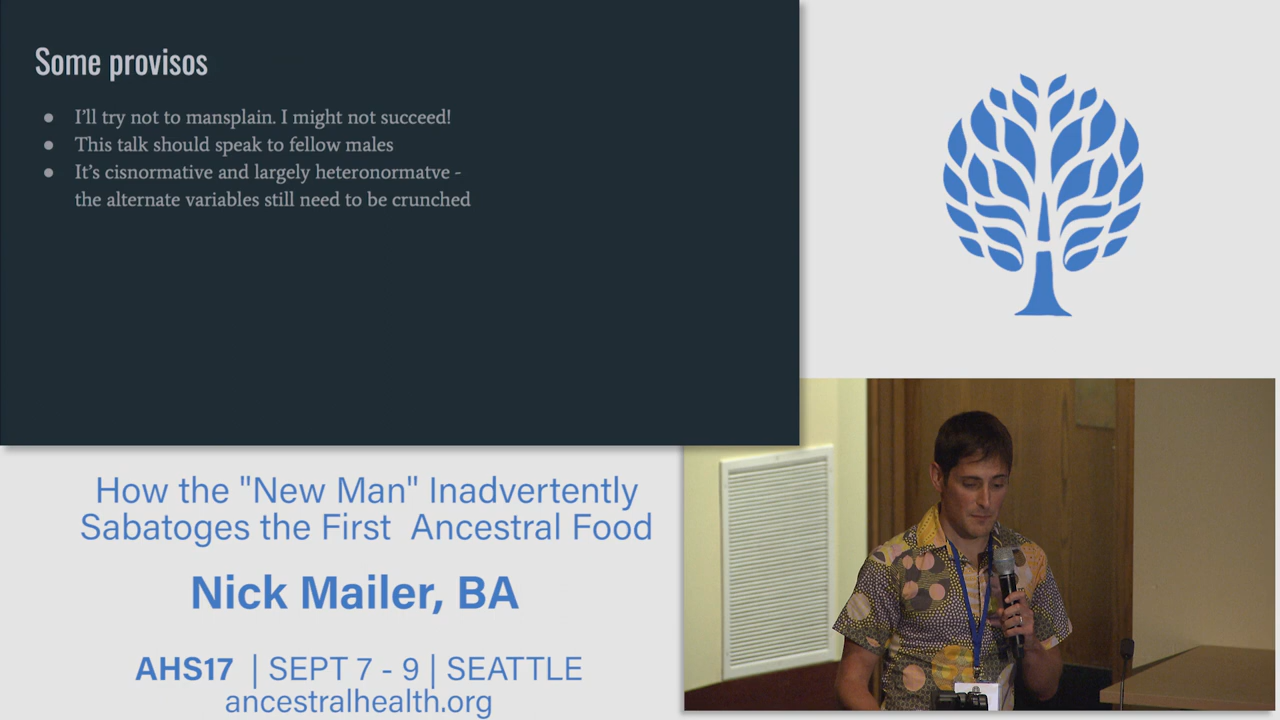 Some provisos
● I'll try not to mansplain. I might not succeed!
● This talk should speak to fellow males
● It's cisnormative and largely heteronormatve -
the alternate variables still need to be crunched
How the "New Man" Inadvertently
Sabatoges the First Ancestral Food
Nick Mailer, BA
AHS17 | SEPT 7 - 9 | SEATTLE
ancestralhealth.org